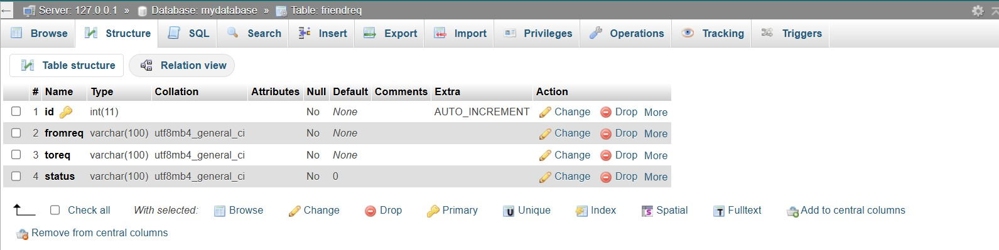 ← Server: 127.0.0.1 » Database: mydatabase » Table: friendreq
Browse Structure SQL Search Insert Export Import Privileges Operations Tracking Triggers
Table structure Relation view
# Name Type Collation Attributes Null Default Comments Extra Action
1 id int(11) No None AUTO_INCREMENT Change Drop More
2 fromreq varchar(100) utf8mb4_general_ci No None Change Drop More
3 toreq varchar(100) utf8mb4_general_ci No None Change Drop More
4 status varchar(100) utf8mb4_general_ci No 0 Change Drop More
Check all With selected: Browse Change Drop Primary U Unique Index S Spatial T Fulltext Add to central columns
Remove from central columns